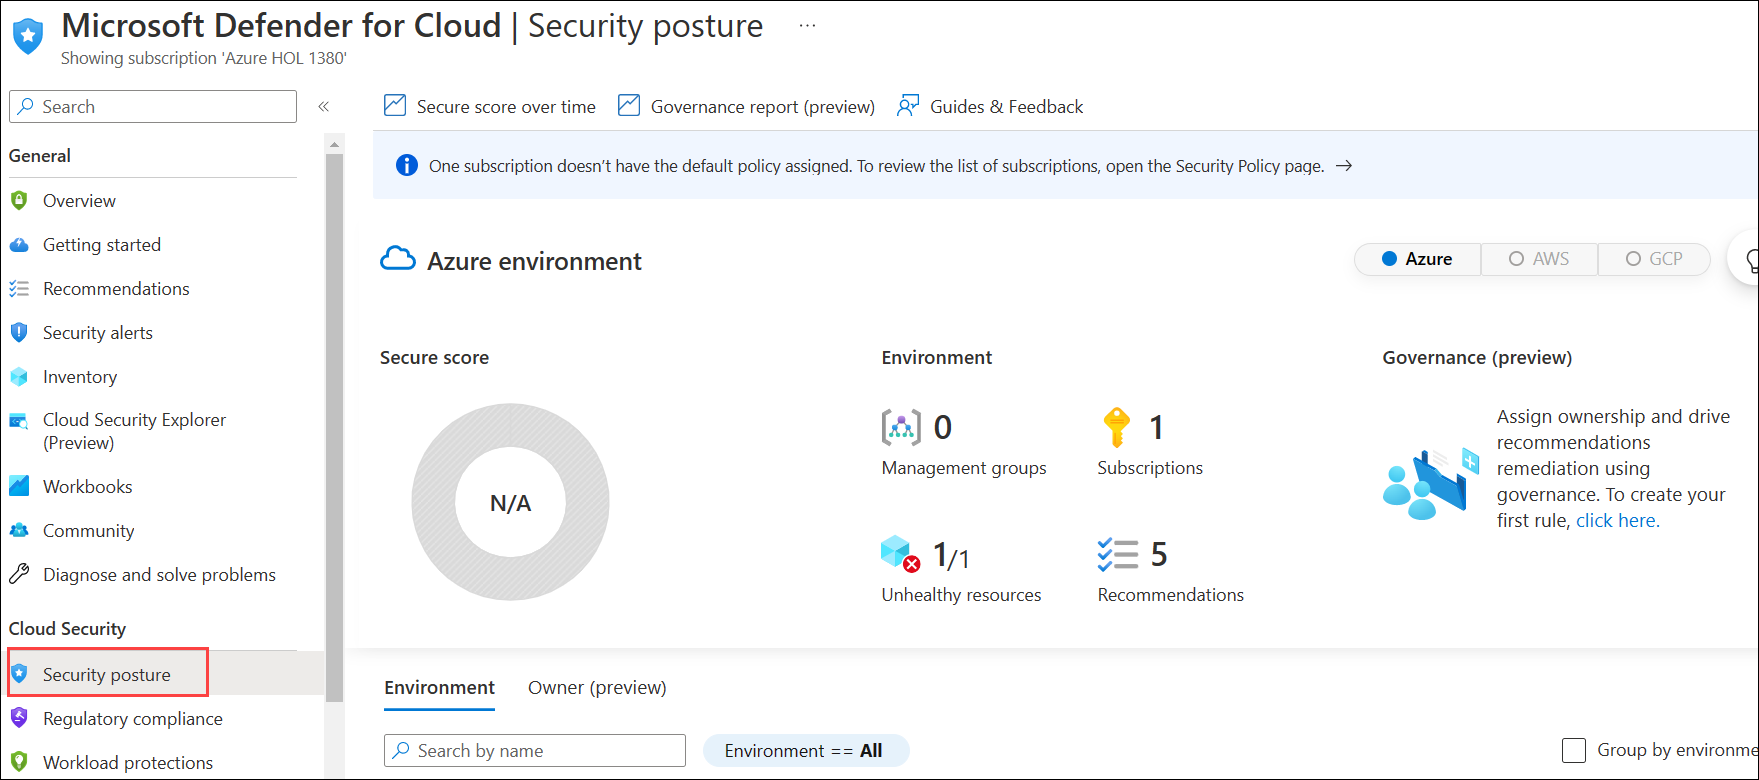 Microsoft Defender for Cloud | Security posture ...
Showing subscription 'Azure HOL 1380'
Search
«
General
Overview
Getting started
Recommendations
Security alerts
Inventory
Cloud Security Explorer
(Preview)
Workbooks
Community
Diagnose and solve problems
Cloud Security
Security posture
Regulatory compliance
Workload protections
Secure score over time
Governance report (preview)
Guides & Feedback
One subscription doesn't have the default policy assigned. To review the list of subscriptions, open the Security Policy page. →
Azure environment
Azure
AWS
GCP
Secure score
N/A
Environment
0
Management groups
1
Subscriptions
1/1
Unhealthy resources
5
Recommendations
Governance (preview)
Assign ownership and drive
recommendations
remediation using
governance. To create your
first rule, click here.
Environment
Owner (preview)
Search by name
Environment == All
Group by environme